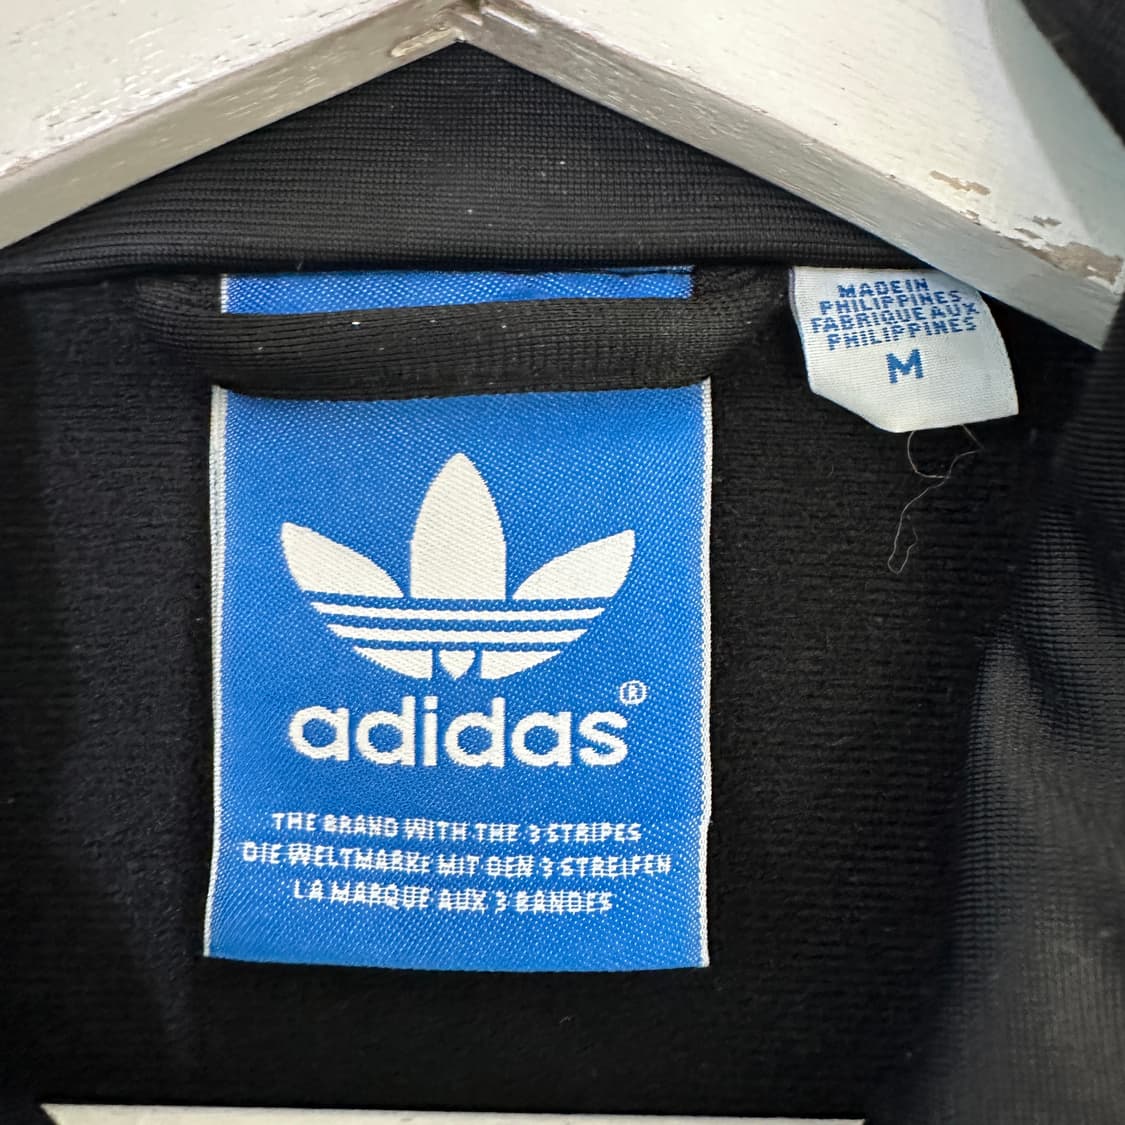 MADE IN
PHILIPPINES
FABRIQUE AUX
PHILIPPINES
M
adidas®
THE BRAND WITH THE 3 STRIPES
DIE WELTMARKE MIT DEN 3 STREIFEN
LA MARQUE AUX 3 BANDES